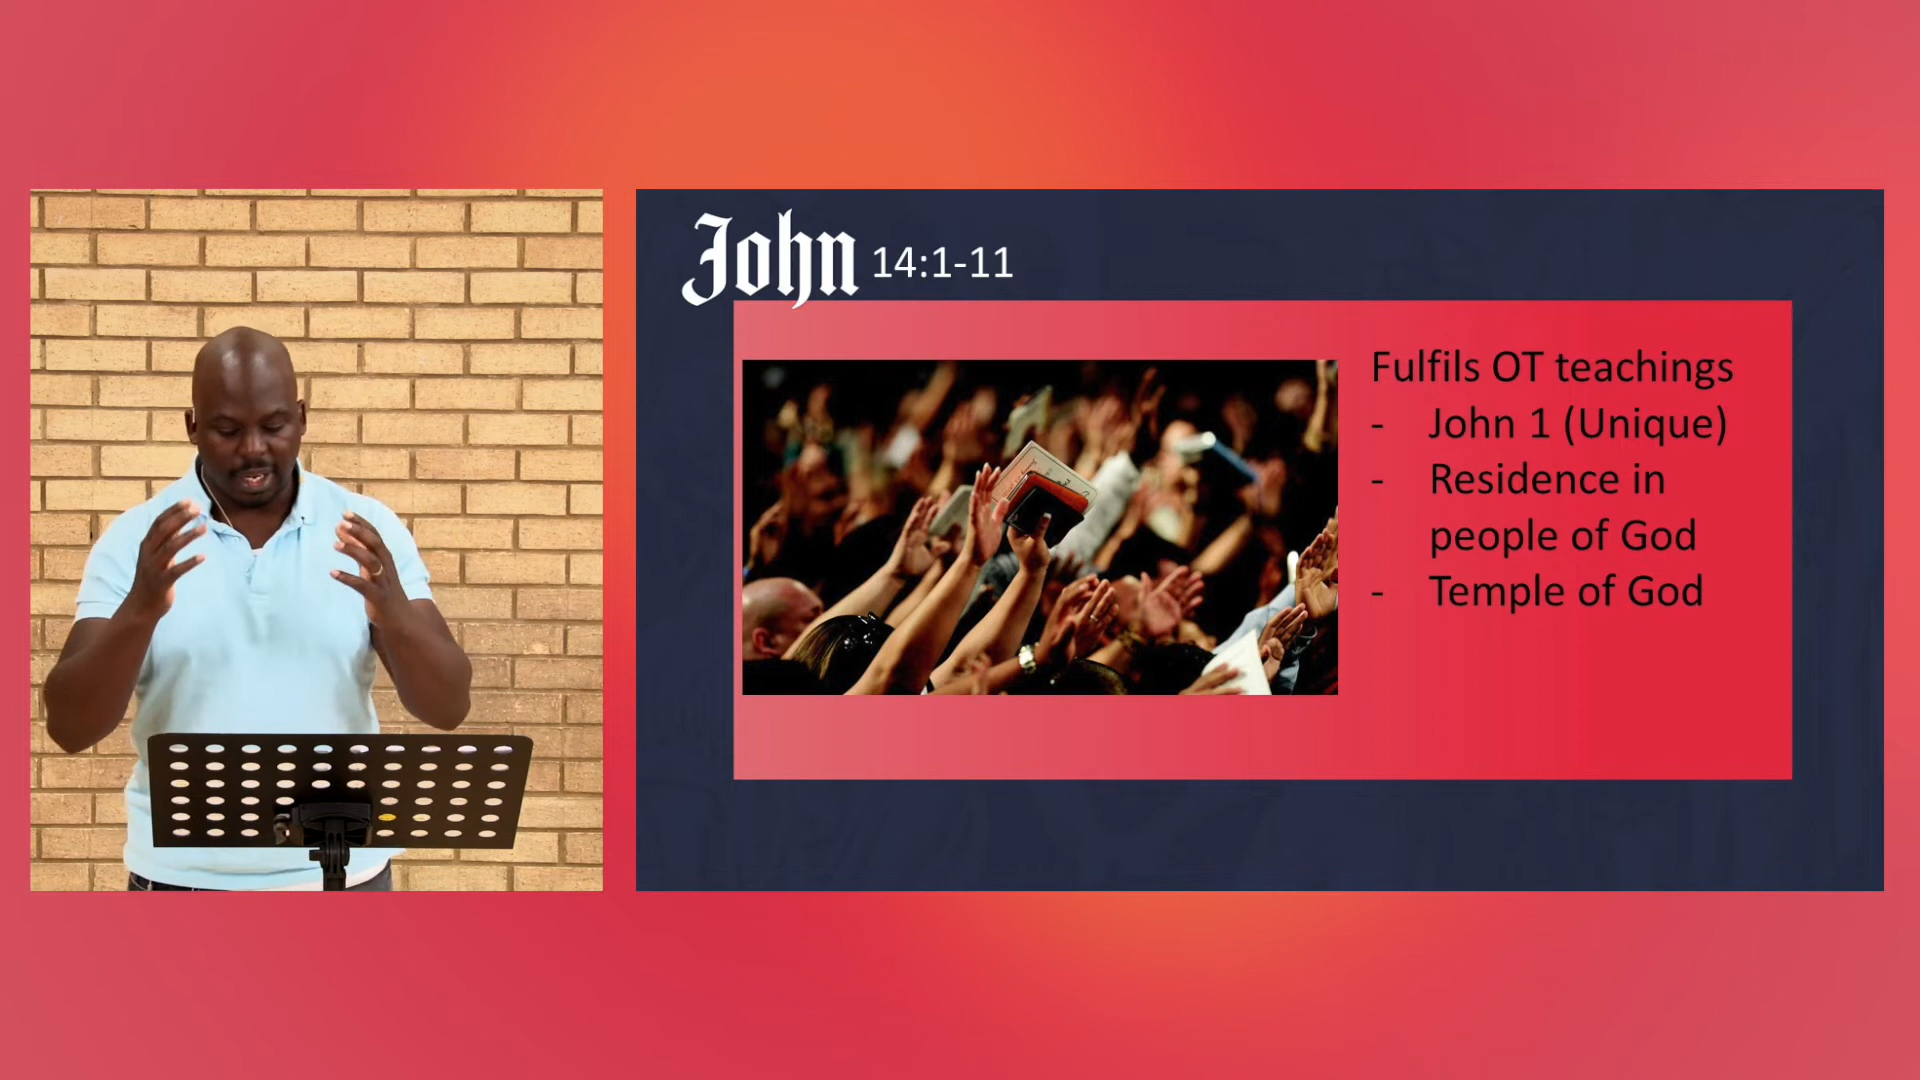 John 14:1-11
Fulfils OT teachings
- John 1 (Unique)
- Residence in
people of God
- Temple of God